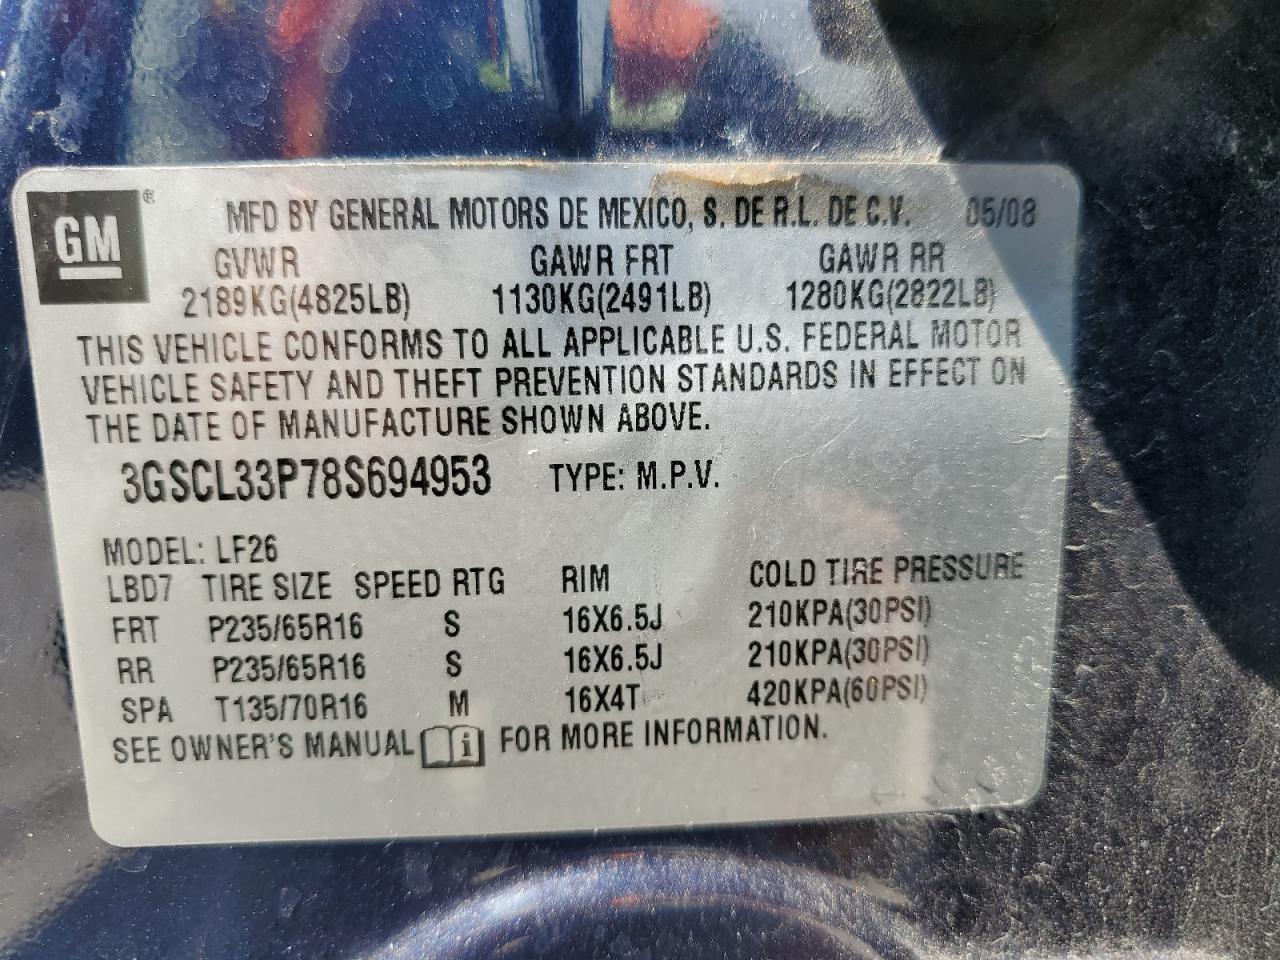 GM ® MFD BY GENERAL MOTORS DE MEXICO, S. DE R.L. DE C.V. 05/08
GVWR GAWR FRT GAWR RR
2189KG(4825LB) 1130KG(2491LB) 1280KG(2822LB)
THIS VEHICLE CONFORMS TO ALL APPLICABLE U.S. FEDERAL MOTOR
VEHICLE SAFETY AND THEFT PREVENTION STANDARDS IN EFFECT ON
THE DATE OF MANUFACTURE SHOWN ABOVE.
3GSCL33P78S694953 TYPE: M.P.V.
MODEL: LF26
LBD7 TIRE SIZE SPEED RTG RIM COLD TIRE PRESSURE
FRT P235/65R16 S 16X6.5J 210KPA(30PSI)
RR P235/65R16 S 16X6.5J 210KPA(30PSI)
SPA T135/70R16 M 16X4T 420KPA(60PSI)
SEE OWNER'S MANUAL i FOR MORE INFORMATION.